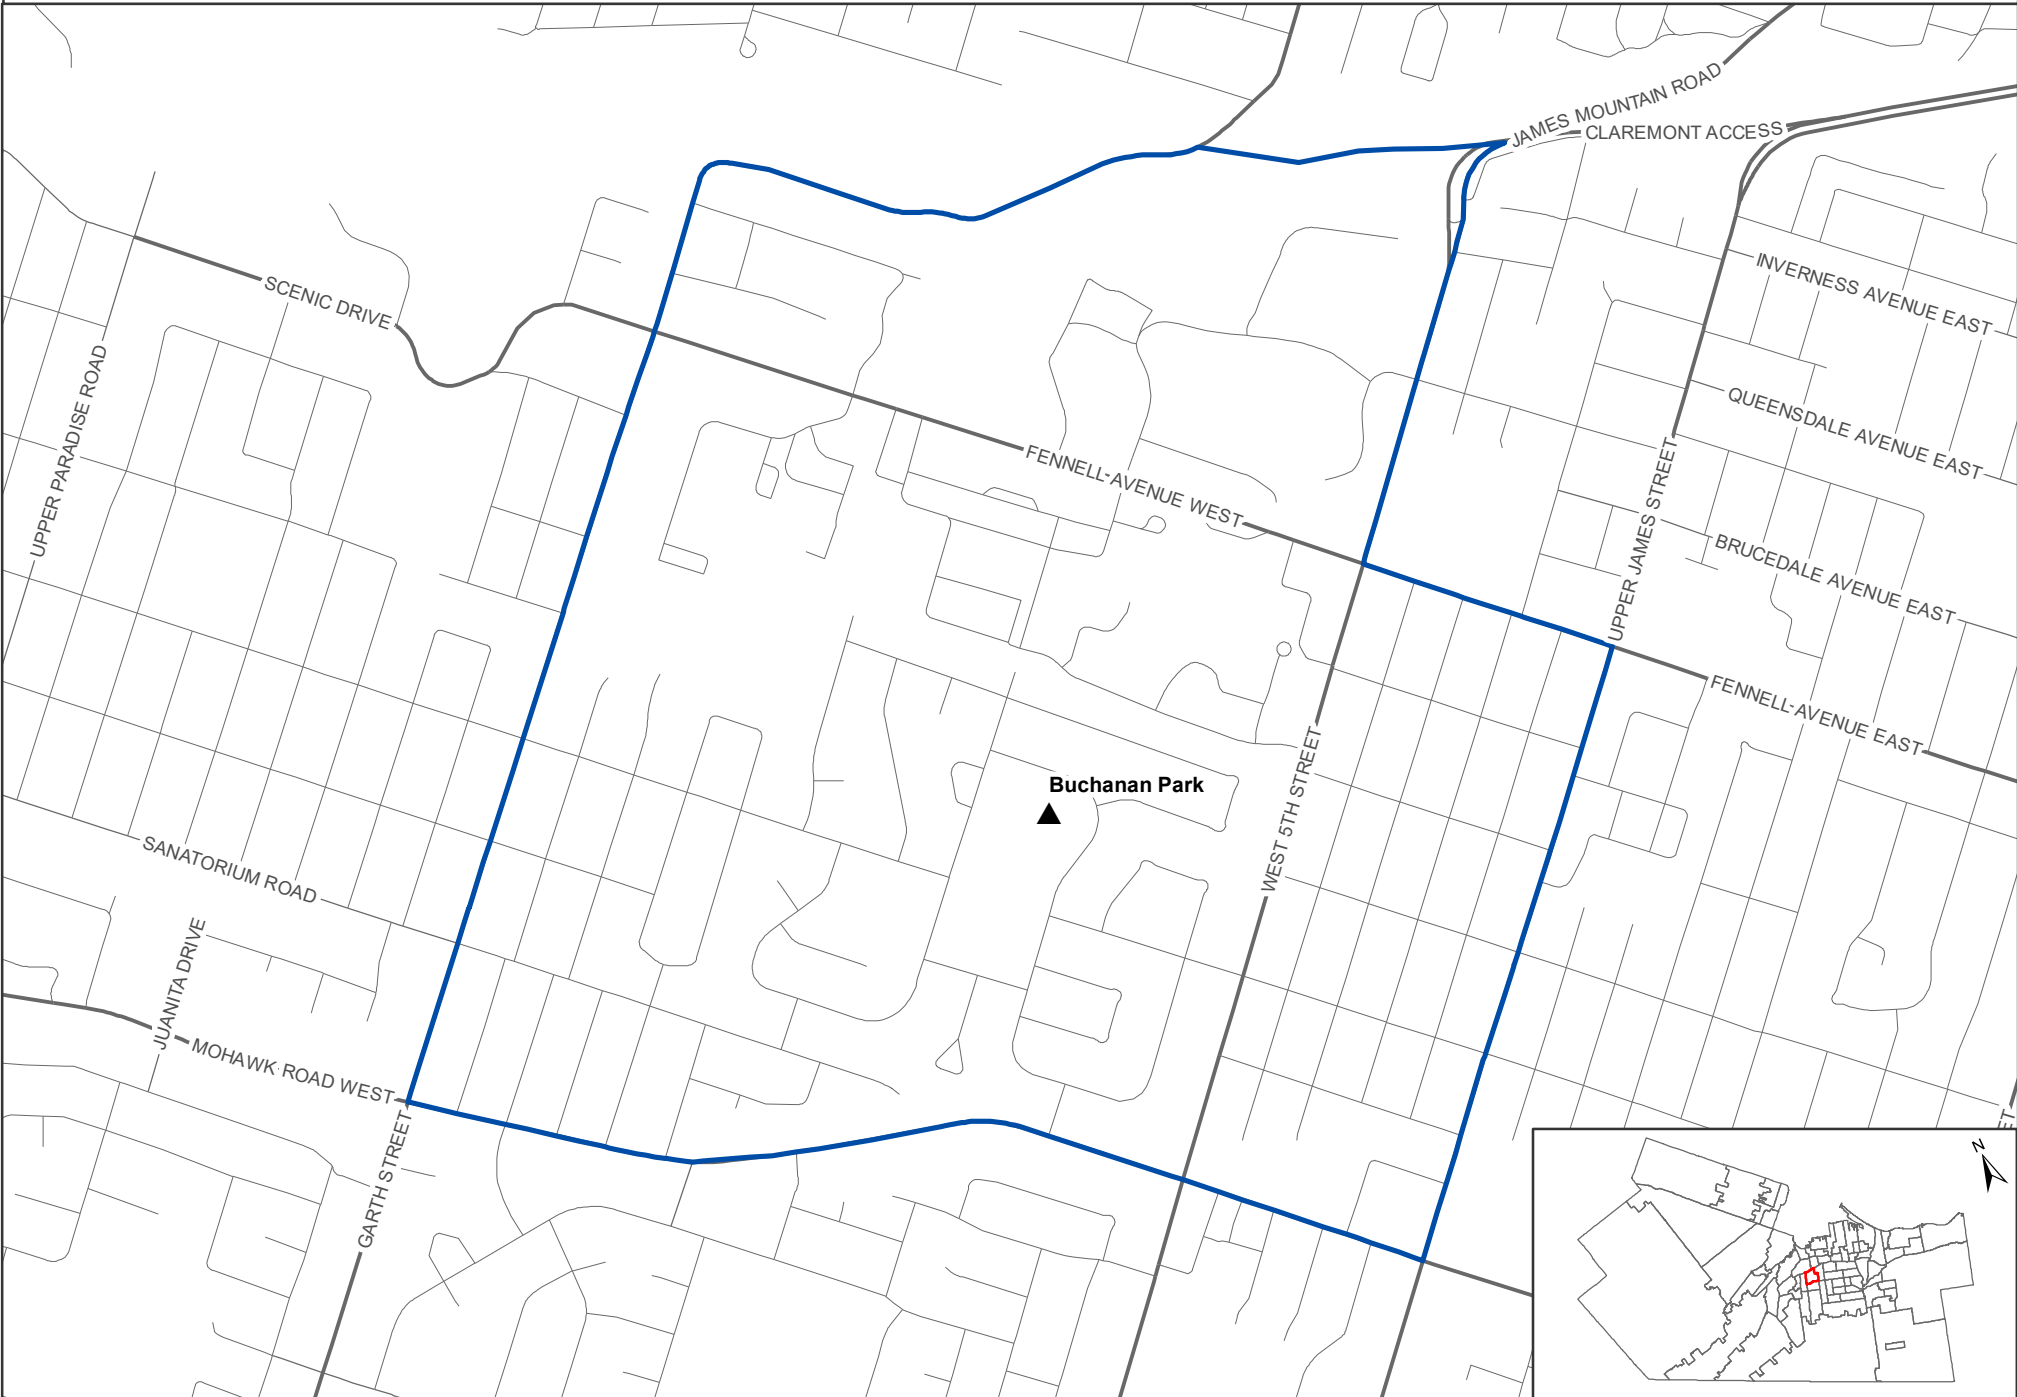 JAMES MOUNTAIN ROAD
CLAREMONT ACCESS
SCENIC DRIVE
INVERNESS AVENUE EAST
UPPER PARADISE ROAD
QUEENSDALE AVENUE EAST
FENNELL AVENUE WEST
UPPER JAMES STREET
BRUCEDALE AVENUE EAST
FENNELL AVENUE EAST
Buchanan Park
WEST 5TH STREET
SANATORIUM ROAD
JUANITA DRIVE
MOHAWK ROAD WEST
GARTH STREET
ET
N